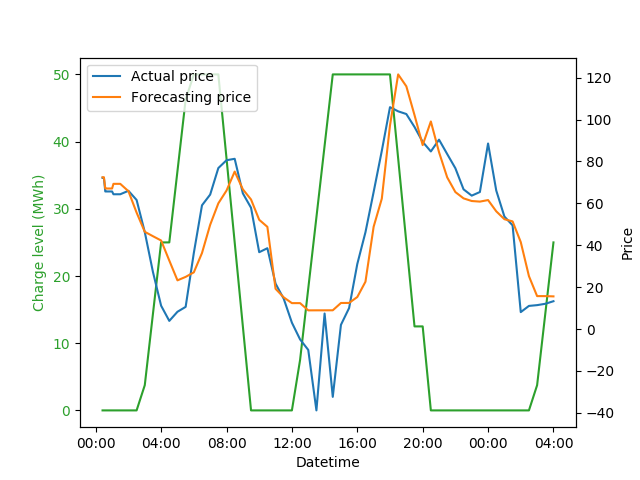 Actual price
Forecasting price
Charge level (MWh)
50
40
30
20
10
0
120
100
80
60
40
20
0
−20
−40
Price
00:00 04:00 08:00 12:00 16:00 20:00 00:00 04:00
Datetime